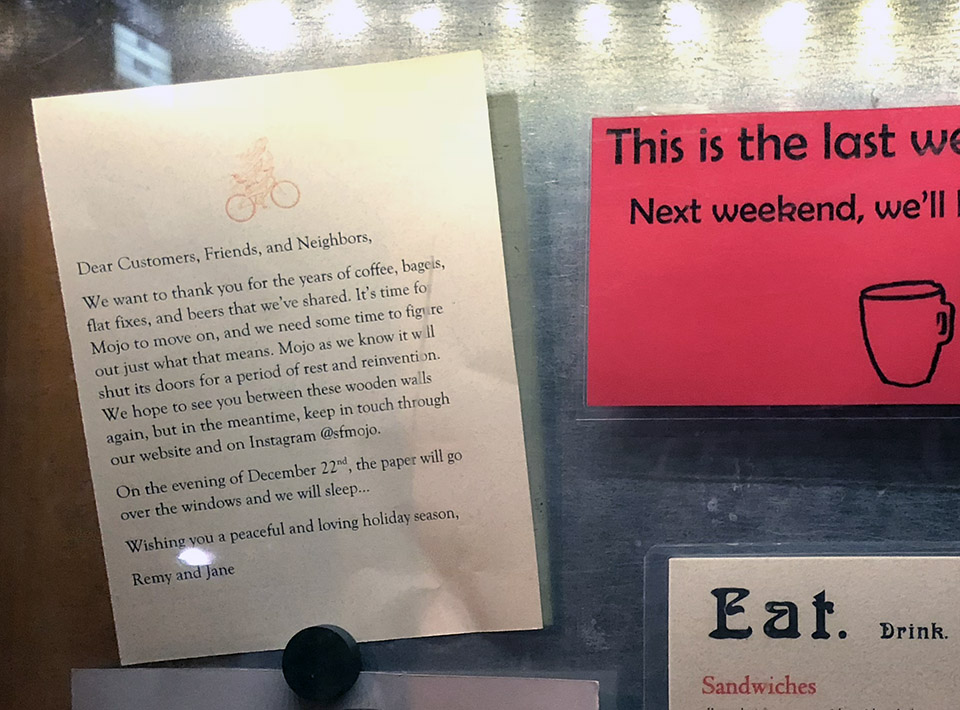 Dear Customers, Friends, and Neighbors,
We want to thank you for the years of coffee, bagels,
flat fixes, and beers that we've shared. It's time fo
Mojo to move on, and we need some time to figure
out just what that means. Mojo as we know it will
shut its doors for a period of rest and reinvention.
We hope to see you between these wooden walls
again, but in the meantime, keep in touch through
our website and on Instagram @sfmojo.
On the evening of December 22nd, the paper will go
over the windows and we will sleep...
Wishing you a peaceful and loving holiday season,
Remy and Jane
This is the last we
Next weekend, we'll
Eat. Drink.
Sandwiches